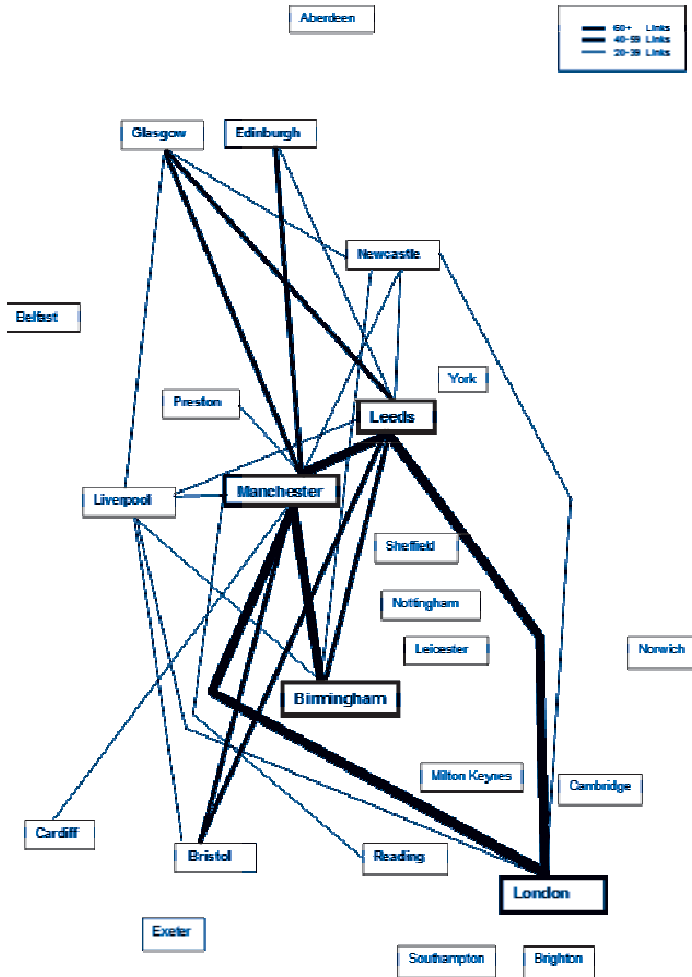 Aberdeen
60+ Links
40-59 Links
20-39 Links
Glasgow
Edinburgh
Newcastle
Belfast
York
Preston
Leeds
Manchester
Liverpool
Sheffield
Nottingham
Leicester
Norwich
Birmingham
Milton Keynes
Cambridge
Cardiff
Bristol
Reading
London
Exeter
Southampton
Brighton